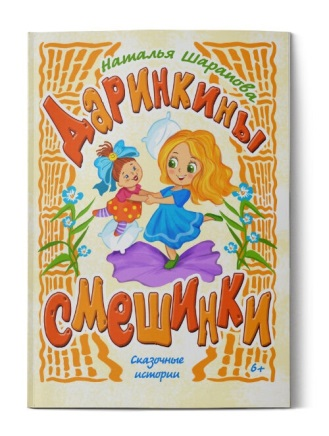 Наталья Шарапова
Даринкины
смешинки
Сказочные
истории
6+